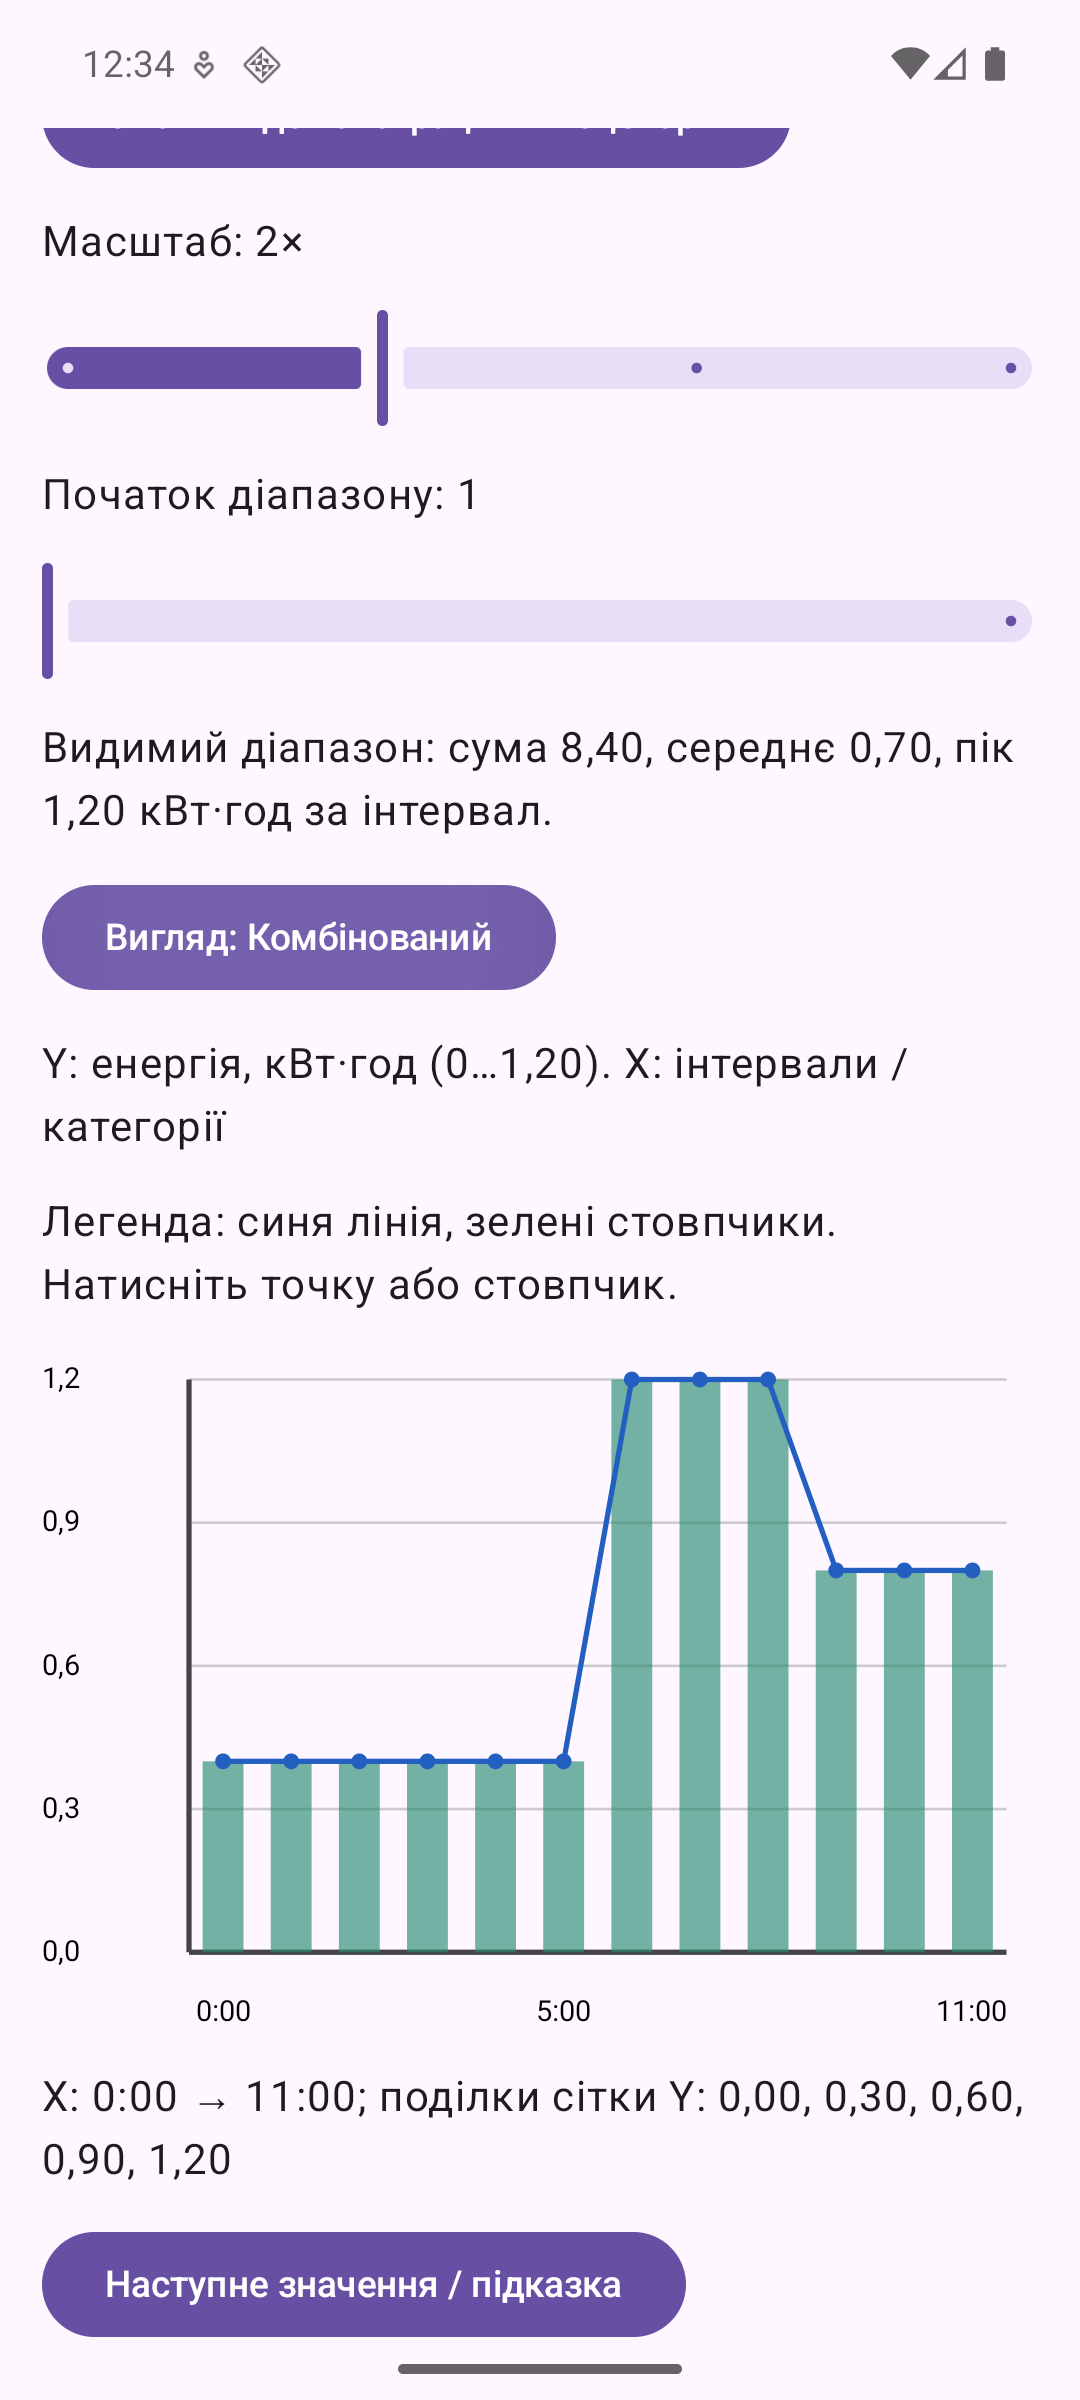 12:34
Масштаб: 2×
Початок діапазону: 1
Видимий діапазон: сума 8,40, середнє 0,70, пік
1,20 кВт·год за інтервал.
Вигляд: Комбінований
Y: енергія, кВт·год (0…1,20). X: інтервали /
категорії
Легенда: синя лінія, зелені стовпчики.
Натисніть точку або стовпчик.
1,2
0,9
0,6
0,3
0,0
0:00 5:00 11:00
X: 0:00 → 11:00; поділки сітки Y: 0,00, 0,30, 0,60,
0,90, 1,20
Наступне значення / підказка